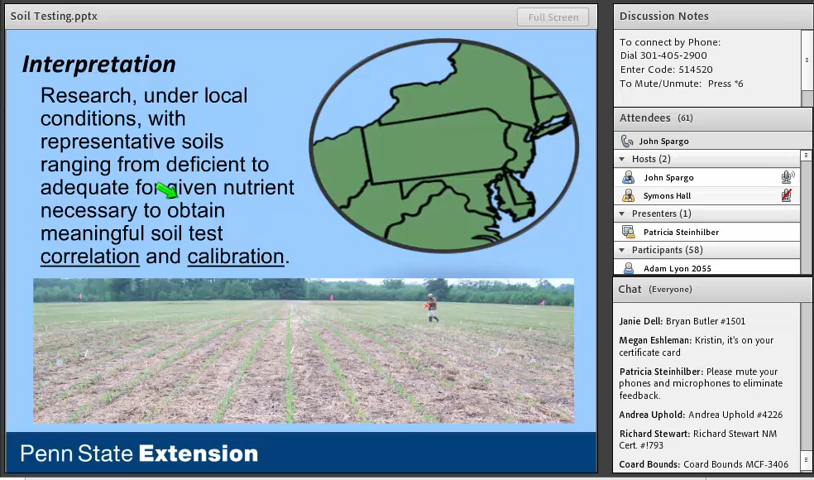 Soil Testing.pptx
Full Screen
Interpretation
Research, under local
conditions, with
representative soils
ranging from deficient to
adequate for given nutrient
necessary to obtain
meaningful soil test
correlation and calibration.
Penn State Extension
Discussion Notes
To connect by Phone:
Dial 301-405-2900
Enter Code: 514520
To Mute/Unmute: Press *6
Attendees (61)
John Spargo
Hosts (2)
John Spargo
Symons Hall
Presenters (1)
Patricia Steinhilber
Participants (58)
Adam Lyon 2055
Chat (Everyone)
Janie Dell: Bryan Butler #1501
Megan Eshleman: Kristin, it's on your
certificate card
Patricia Steinhilber: Please mute your
phones and microphones to eliminate
feedback.
Andrea Uphold: Andrea Uphold #4226
Richard Stewart: Richard Stewart NM
Cert. #!793
Coard Bounds: Coard Bounds MCF-3406